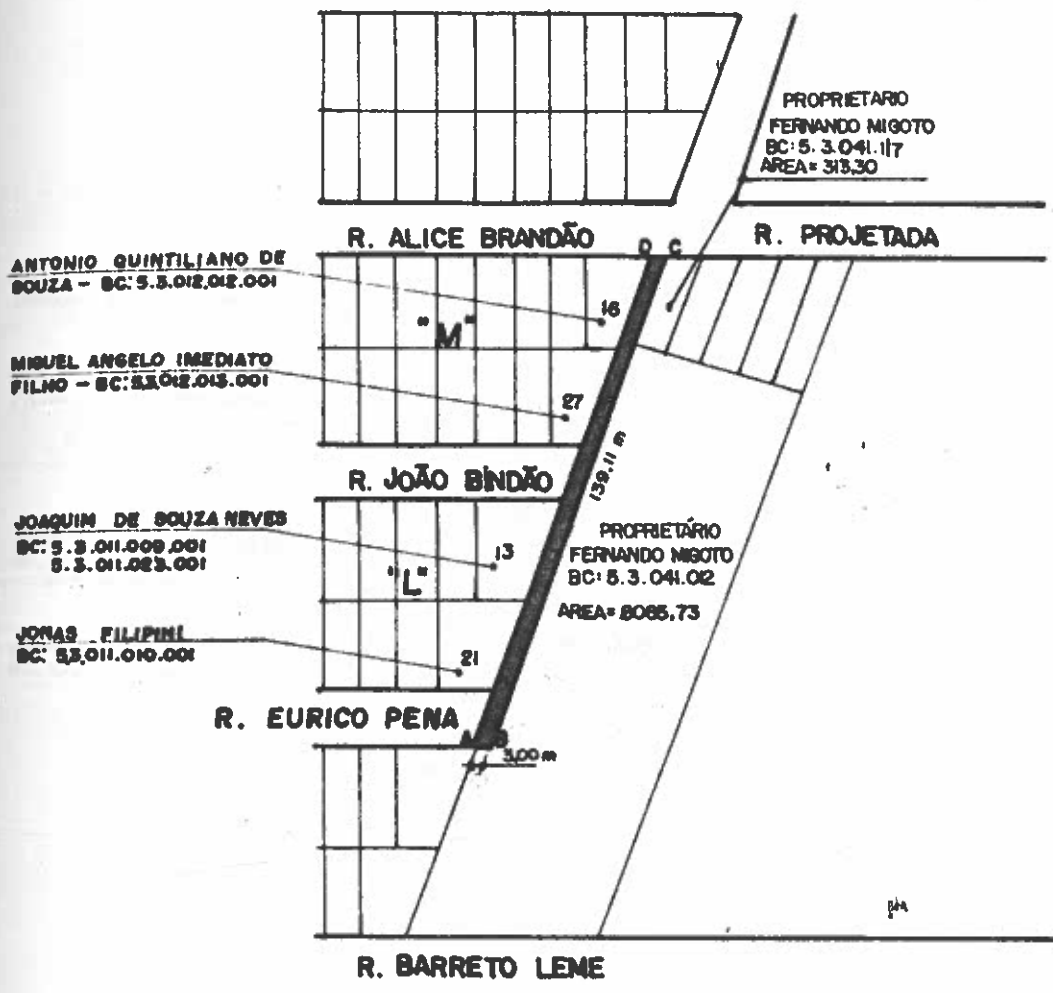 PROPRIETARIO
FERNANDO MIGOTO
BC: 5.3.041.117
AREA= 313.30
R. ALICE BRANDÃO
D C
R. PROJETADA
ANTONIO QUINTILIANO DE
SOUZA - BC: 5.3.012.012.001
16
"M"
MIGUEL ANGELO IMEDIATO
FILHO - BC: 5.3.012.013.001
27
139.11 m
R. JOÃO BINDÃO
JOAQUIM DE SOUZA NEVES
BC: 5.3.011.009.001
5.3.011.023.001
13
"L"
PROPRIETÁRIO
FERNANDO MIGOTO
BC: 5.3.041.012
AREA= 8085.73
JONAS FILIPINI
BC: 5.3.011.010.001
21
R. EURICO PENA
A B
3,00 m
R. BARRETO LEME